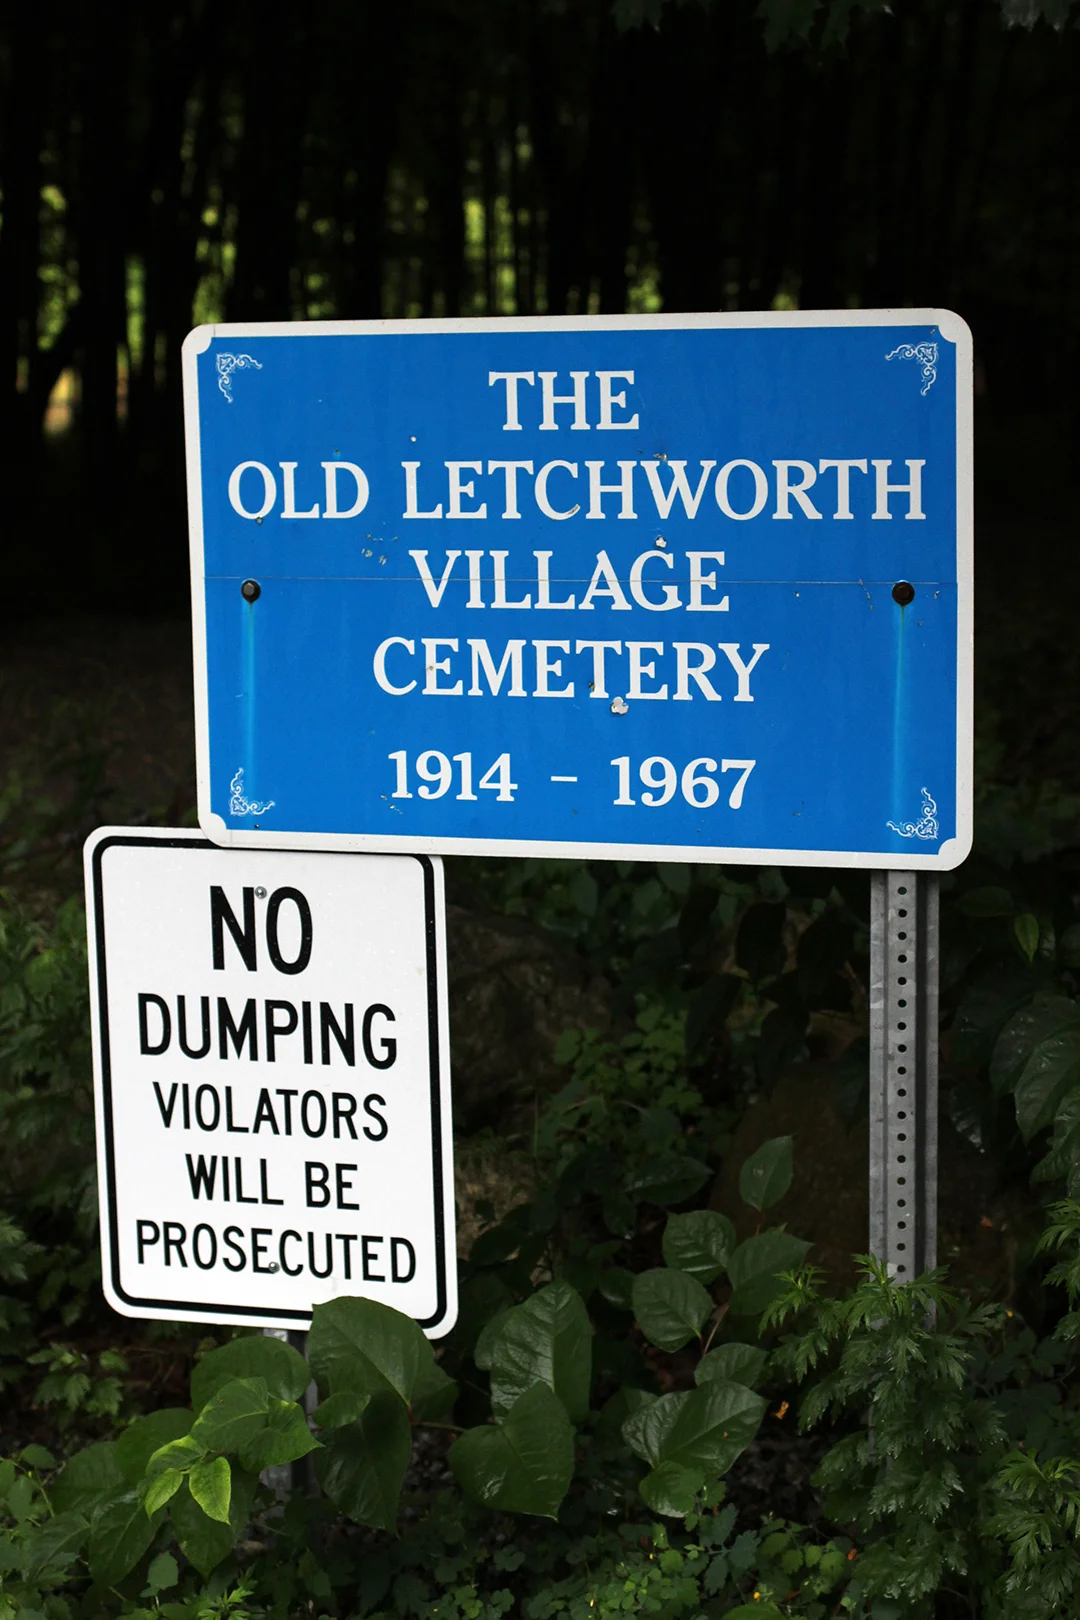 THE
OLD LETCHWORTH
VILLAGE
CEMETERY
1914 – 1967
NO
DUMPING
VIOLATORS
WILL BE
PROSECUTED